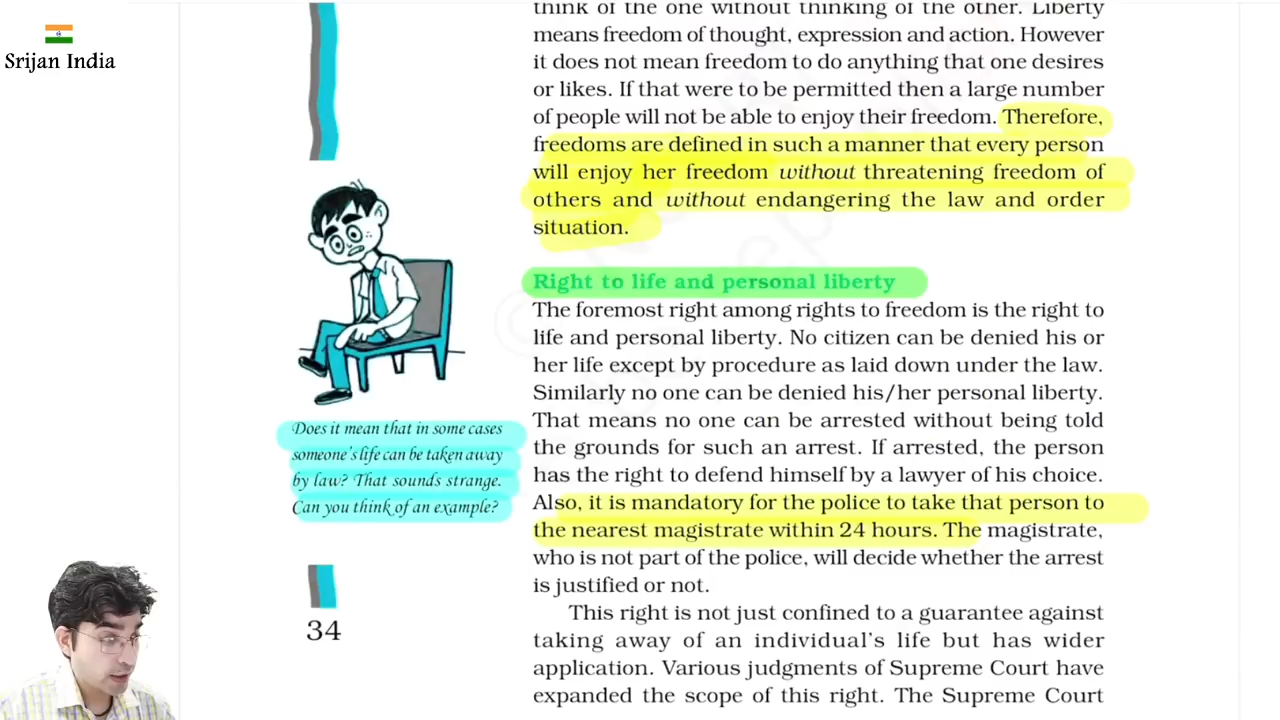 Srijan India
think of the one without thinking of the other. Liberty
means freedom of thought, expression and action. However
it does not mean freedom to do anything that one desires
or likes. If that were to be permitted then a large number
of people will not be able to enjoy their freedom. Therefore,
freedoms are defined in such a manner that every person
will enjoy her freedom without threatening freedom of
others and without endangering the law and order
situation.
Right to life and personal liberty
The foremost right among rights to freedom is the right to
life and personal liberty. No citizen can be denied his or
her life except by procedure as laid down under the law.
Similarly no one can be denied his/her personal liberty.
That means no one can be arrested without being told
the grounds for such an arrest. If arrested, the person
has the right to defend himself by a lawyer of his choice.
Also, it is mandatory for the police to take that person to
the nearest magistrate within 24 hours. The magistrate,
who is not part of the police, will decide whether the arrest
is justified or not.
This right is not just confined to a guarantee against
taking away of an individual's life but has wider
application. Various judgments of Supreme Court have
expanded the scope of this right. The Supreme Court
Does it mean that in some cases
someone's life can be taken away
by law? That sounds strange.
Can you think of an example?
34